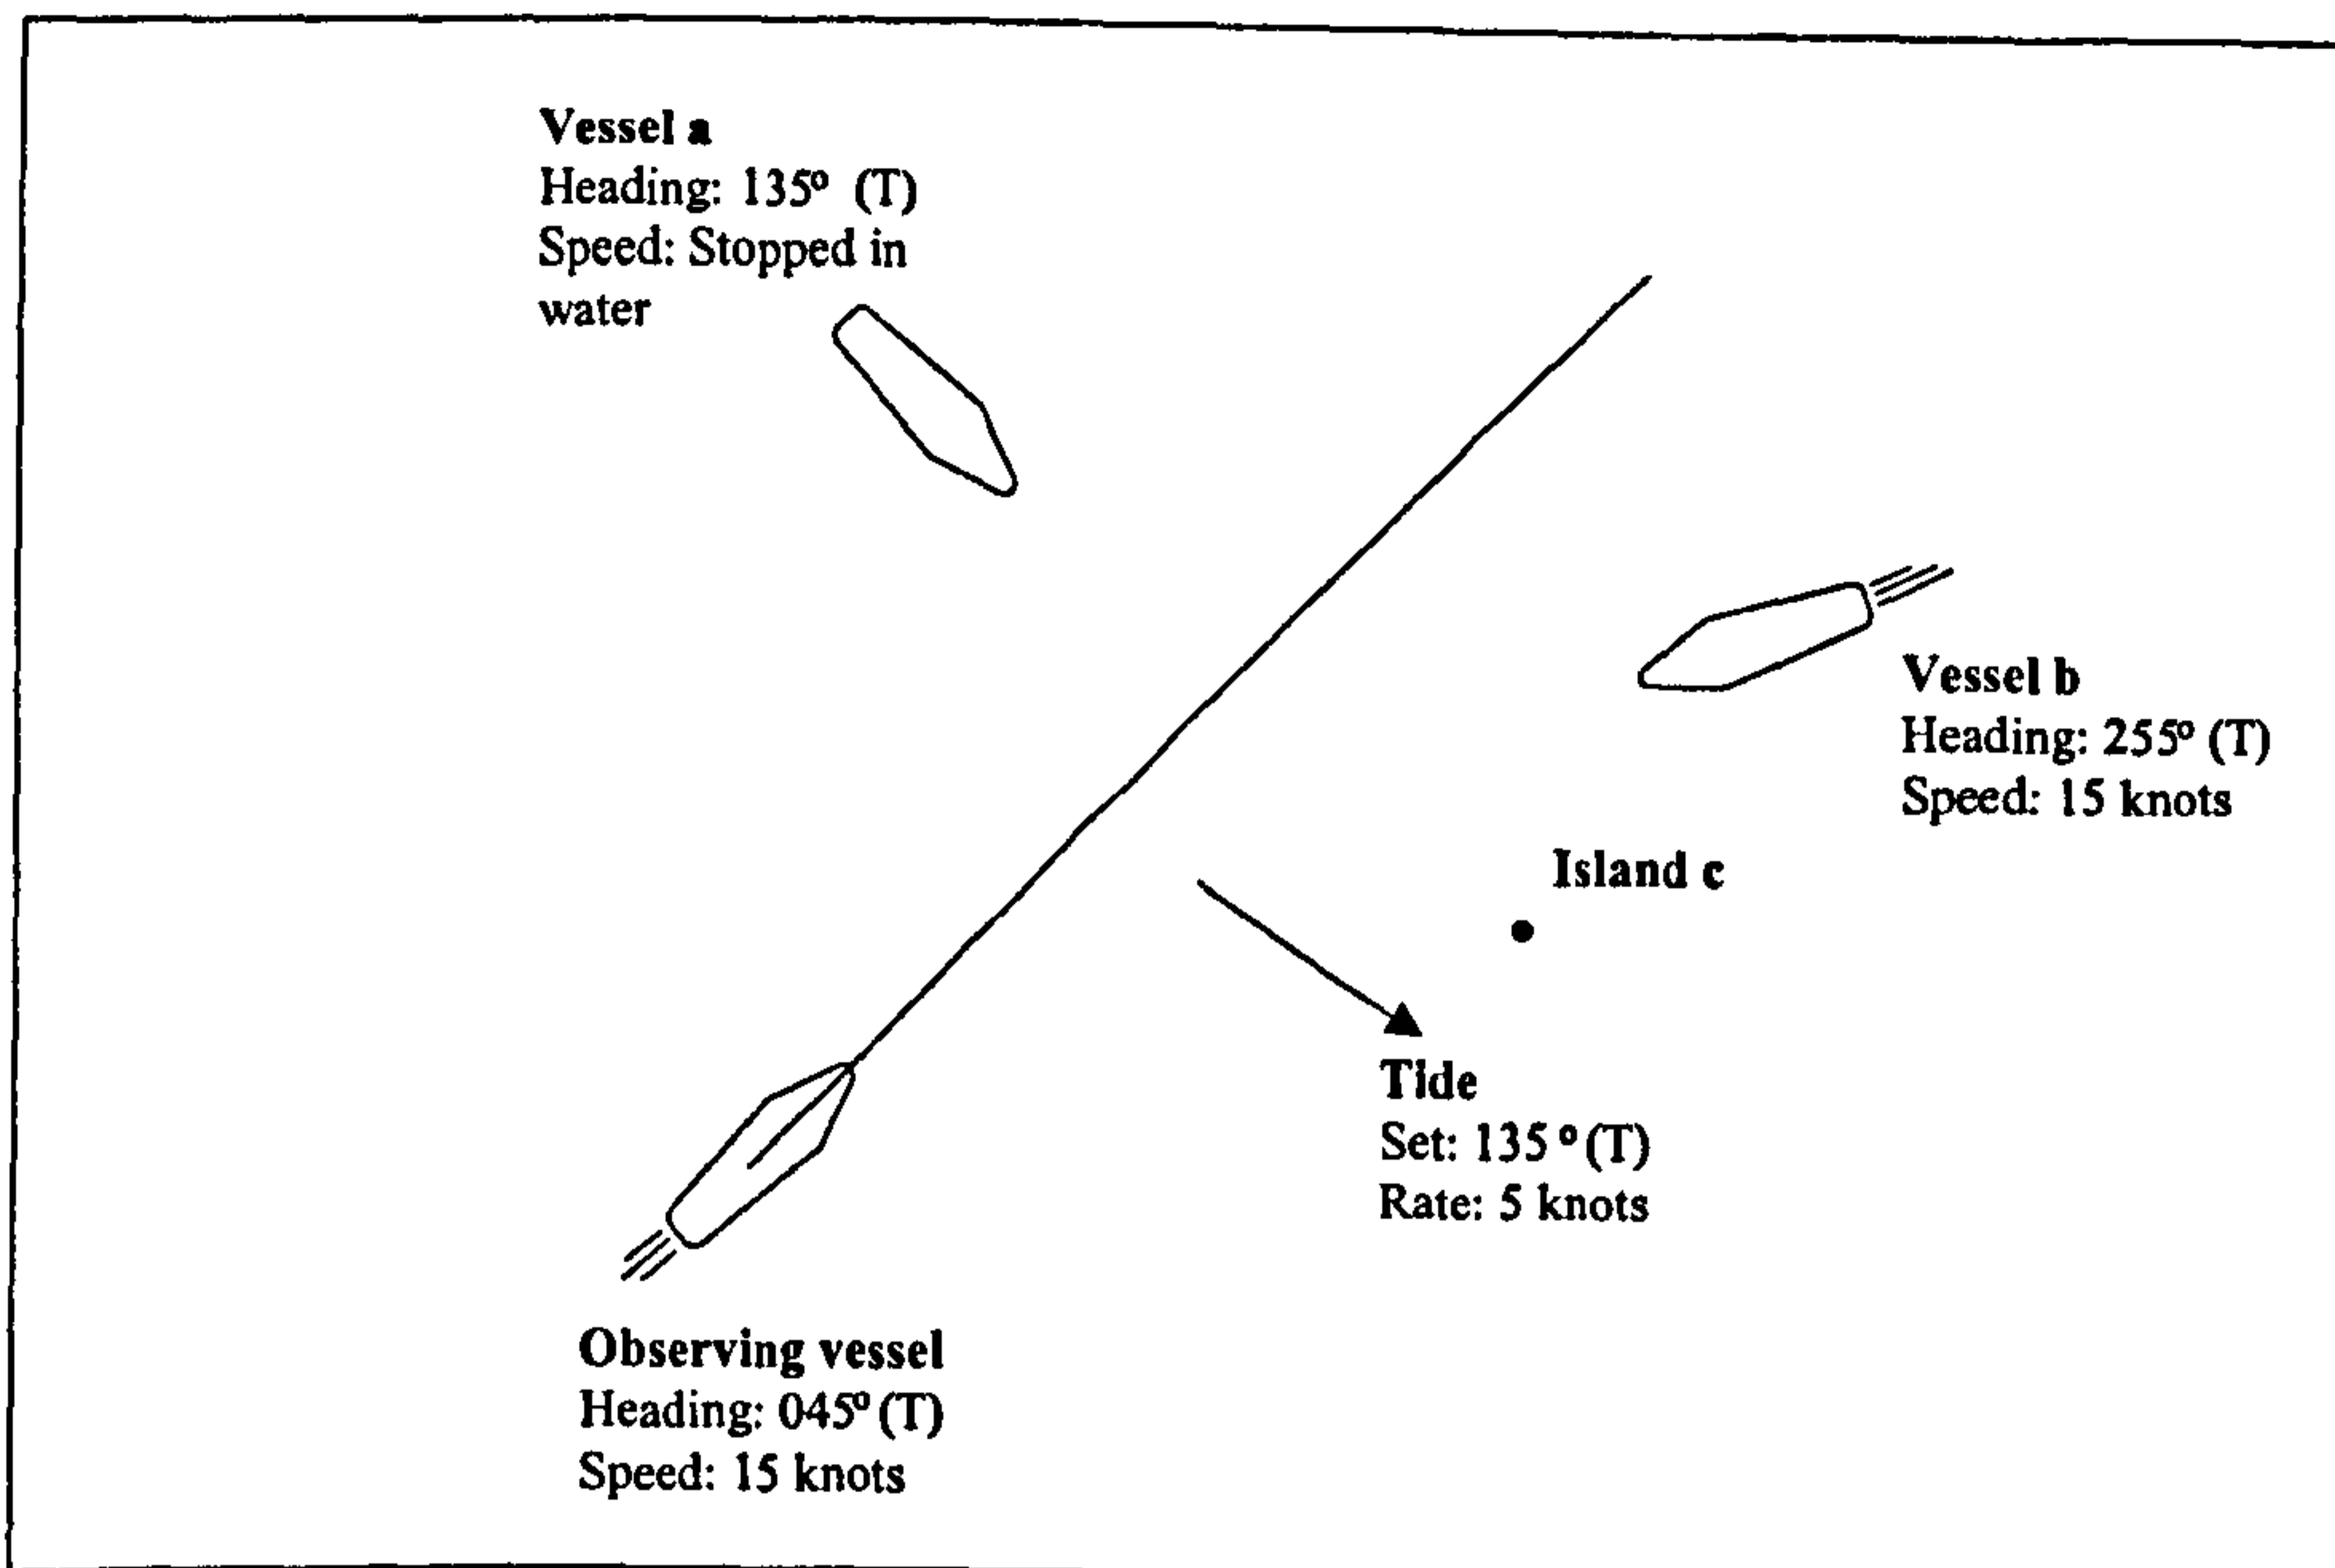 Vessel a
Heading: 135º (T)
Speed: Stopped in
water
Vessel b
Heading: 255º (T)
Speed: 15 knots
Island c
Tide
Set: 135 º (T)
Rate: 5 knots
Observing vessel
Heading: 045º (T)
Speed: 15 knots